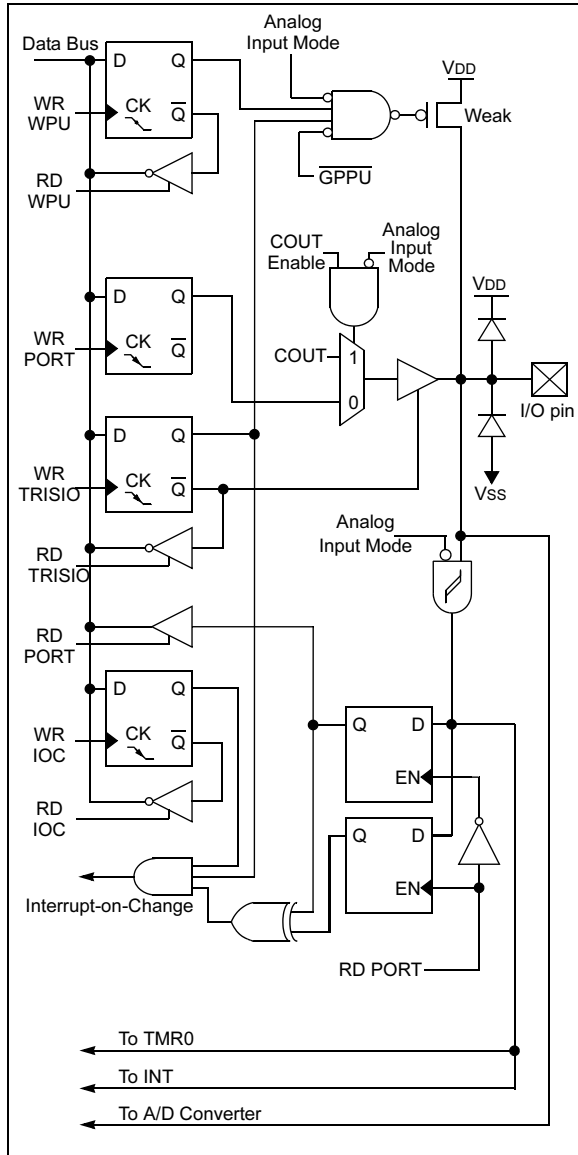 Analog
Input Mode
Data Bus
D Q
VDD
WR
WPU
CK Q
Weak
RD
WPU
GPPU
COUT
Enable
Analog
Input
Mode
D Q
VDD
WR
PORT
CK Q
COUT
1
0
I/O pin
D Q
WR
TRISIO
CK Q
VSS
RD
TRISIO
Analog
Input Mode
RD
PORT
D Q
Q D
WR
IOC
CK Q
EN
RD
IOC
Q D
EN
Interrupt-on-Change
RD PORT
To TMR0
To INT
To A/D Converter